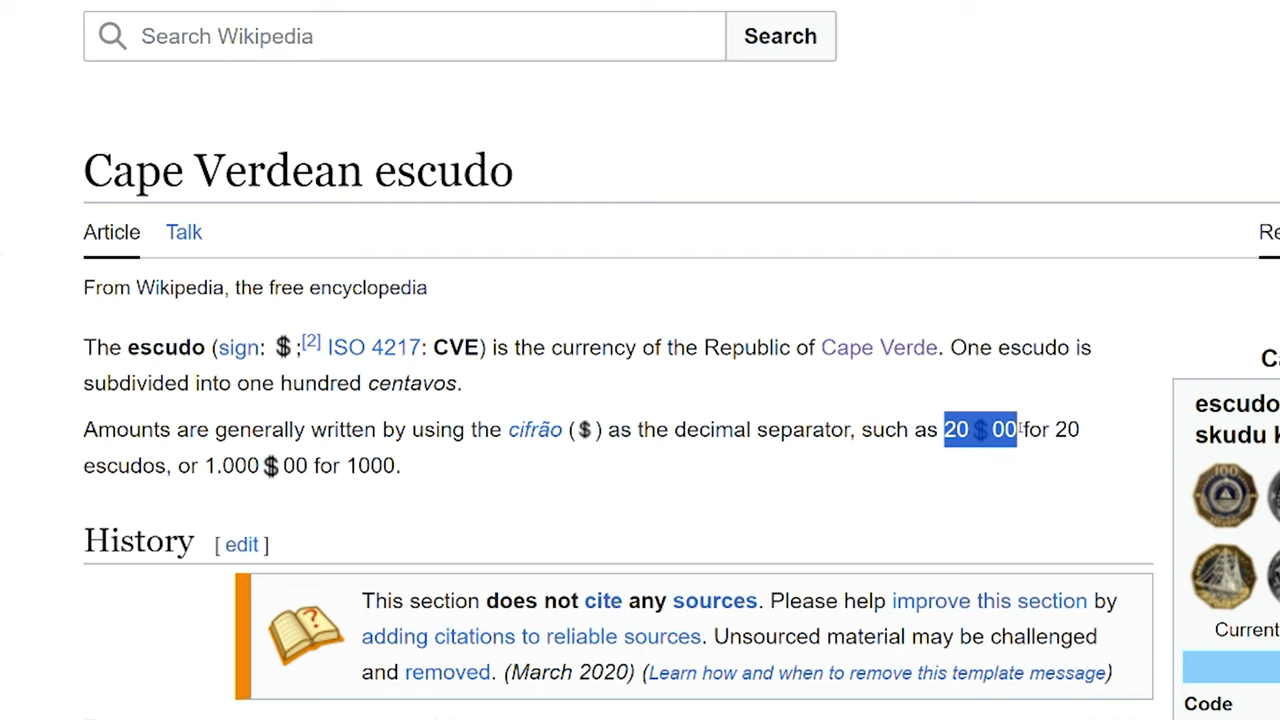 Search Wikipedia
Search
Cape Verdean escudo
Article Talk
Re
From Wikipedia, the free encyclopedia
The escudo (sign: $;[2] ISO 4217: CVE) is the currency of the Republic of Cape Verde. One escudo is
subdivided into one hundred centavos.
Amounts are generally written by using the cifrão ($) as the decimal separator, such as 20$00 for 20
escudos, or 1.000$00 for 1000.
Ca
escudo
skudu k
100
History [ edit ]
This section does not cite any sources. Please help improve this section by
adding citations to reliable sources. Unsourced material may be challenged
and removed. (March 2020) (Learn how and when to remove this template message)
Current
Code